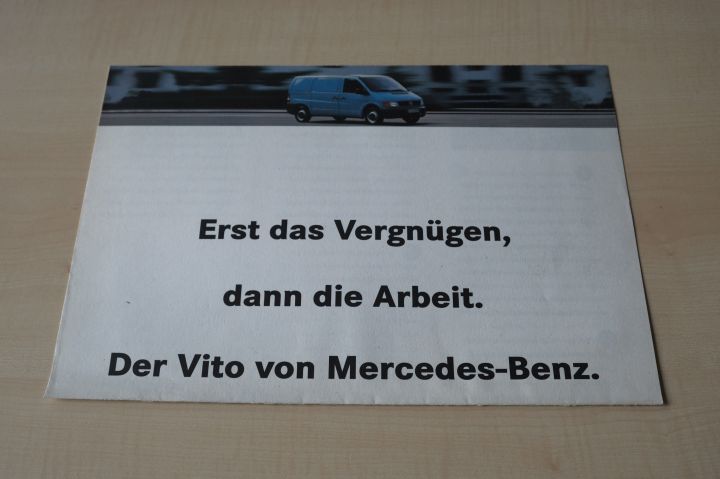 Erst das Vergnügen,
dann die Arbeit.
Der Vito von Mercedes-Benz.